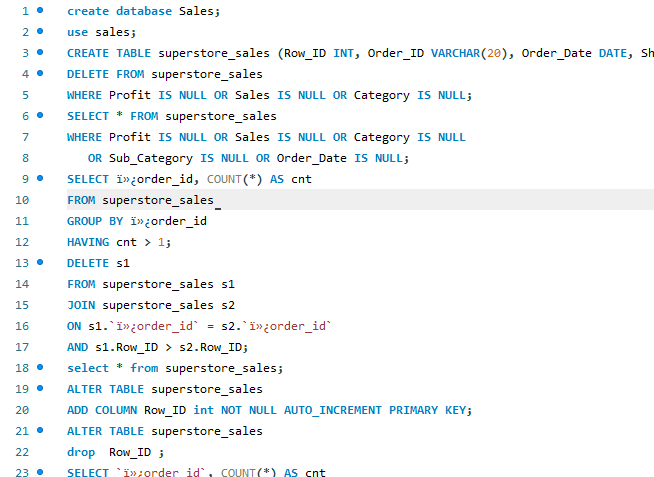 1 create database Sales;
2 use sales;
3 CREATE TABLE superstore_sales (Row_ID INT, Order_ID VARCHAR(20), Order_Date DATE, Sh
4 DELETE FROM superstore_sales
5 WHERE Profit IS NULL OR Sales IS NULL OR Category IS NULL;
6 SELECT * FROM superstore_sales
7 WHERE Profit IS NULL OR Sales IS NULL OR Category IS NULL
8 OR Sub_Category IS NULL OR Order_Date IS NULL;
9 SELECT ï»¿order_id, COUNT(*) AS cnt
10 FROM superstore_sales
11 GROUP BY ï»¿order_id
12 HAVING cnt > 1;
13 DELETE s1
14 FROM superstore_sales s1
15 JOIN superstore_sales s2
16 ON s1.`ï»¿order_id` = s2.`ï»¿order_id`
17 AND s1.Row_ID > s2.Row_ID;
18 select * from superstore_sales;
19 ALTER TABLE superstore_sales
20 ADD COLUMN Row_ID int NOT NULL AUTO_INCREMENT PRIMARY KEY;
21 ALTER TABLE superstore_sales
22 drop Row_ID ;
23 SELECT `ï»¿order_id`, COUNT(*) AS cnt